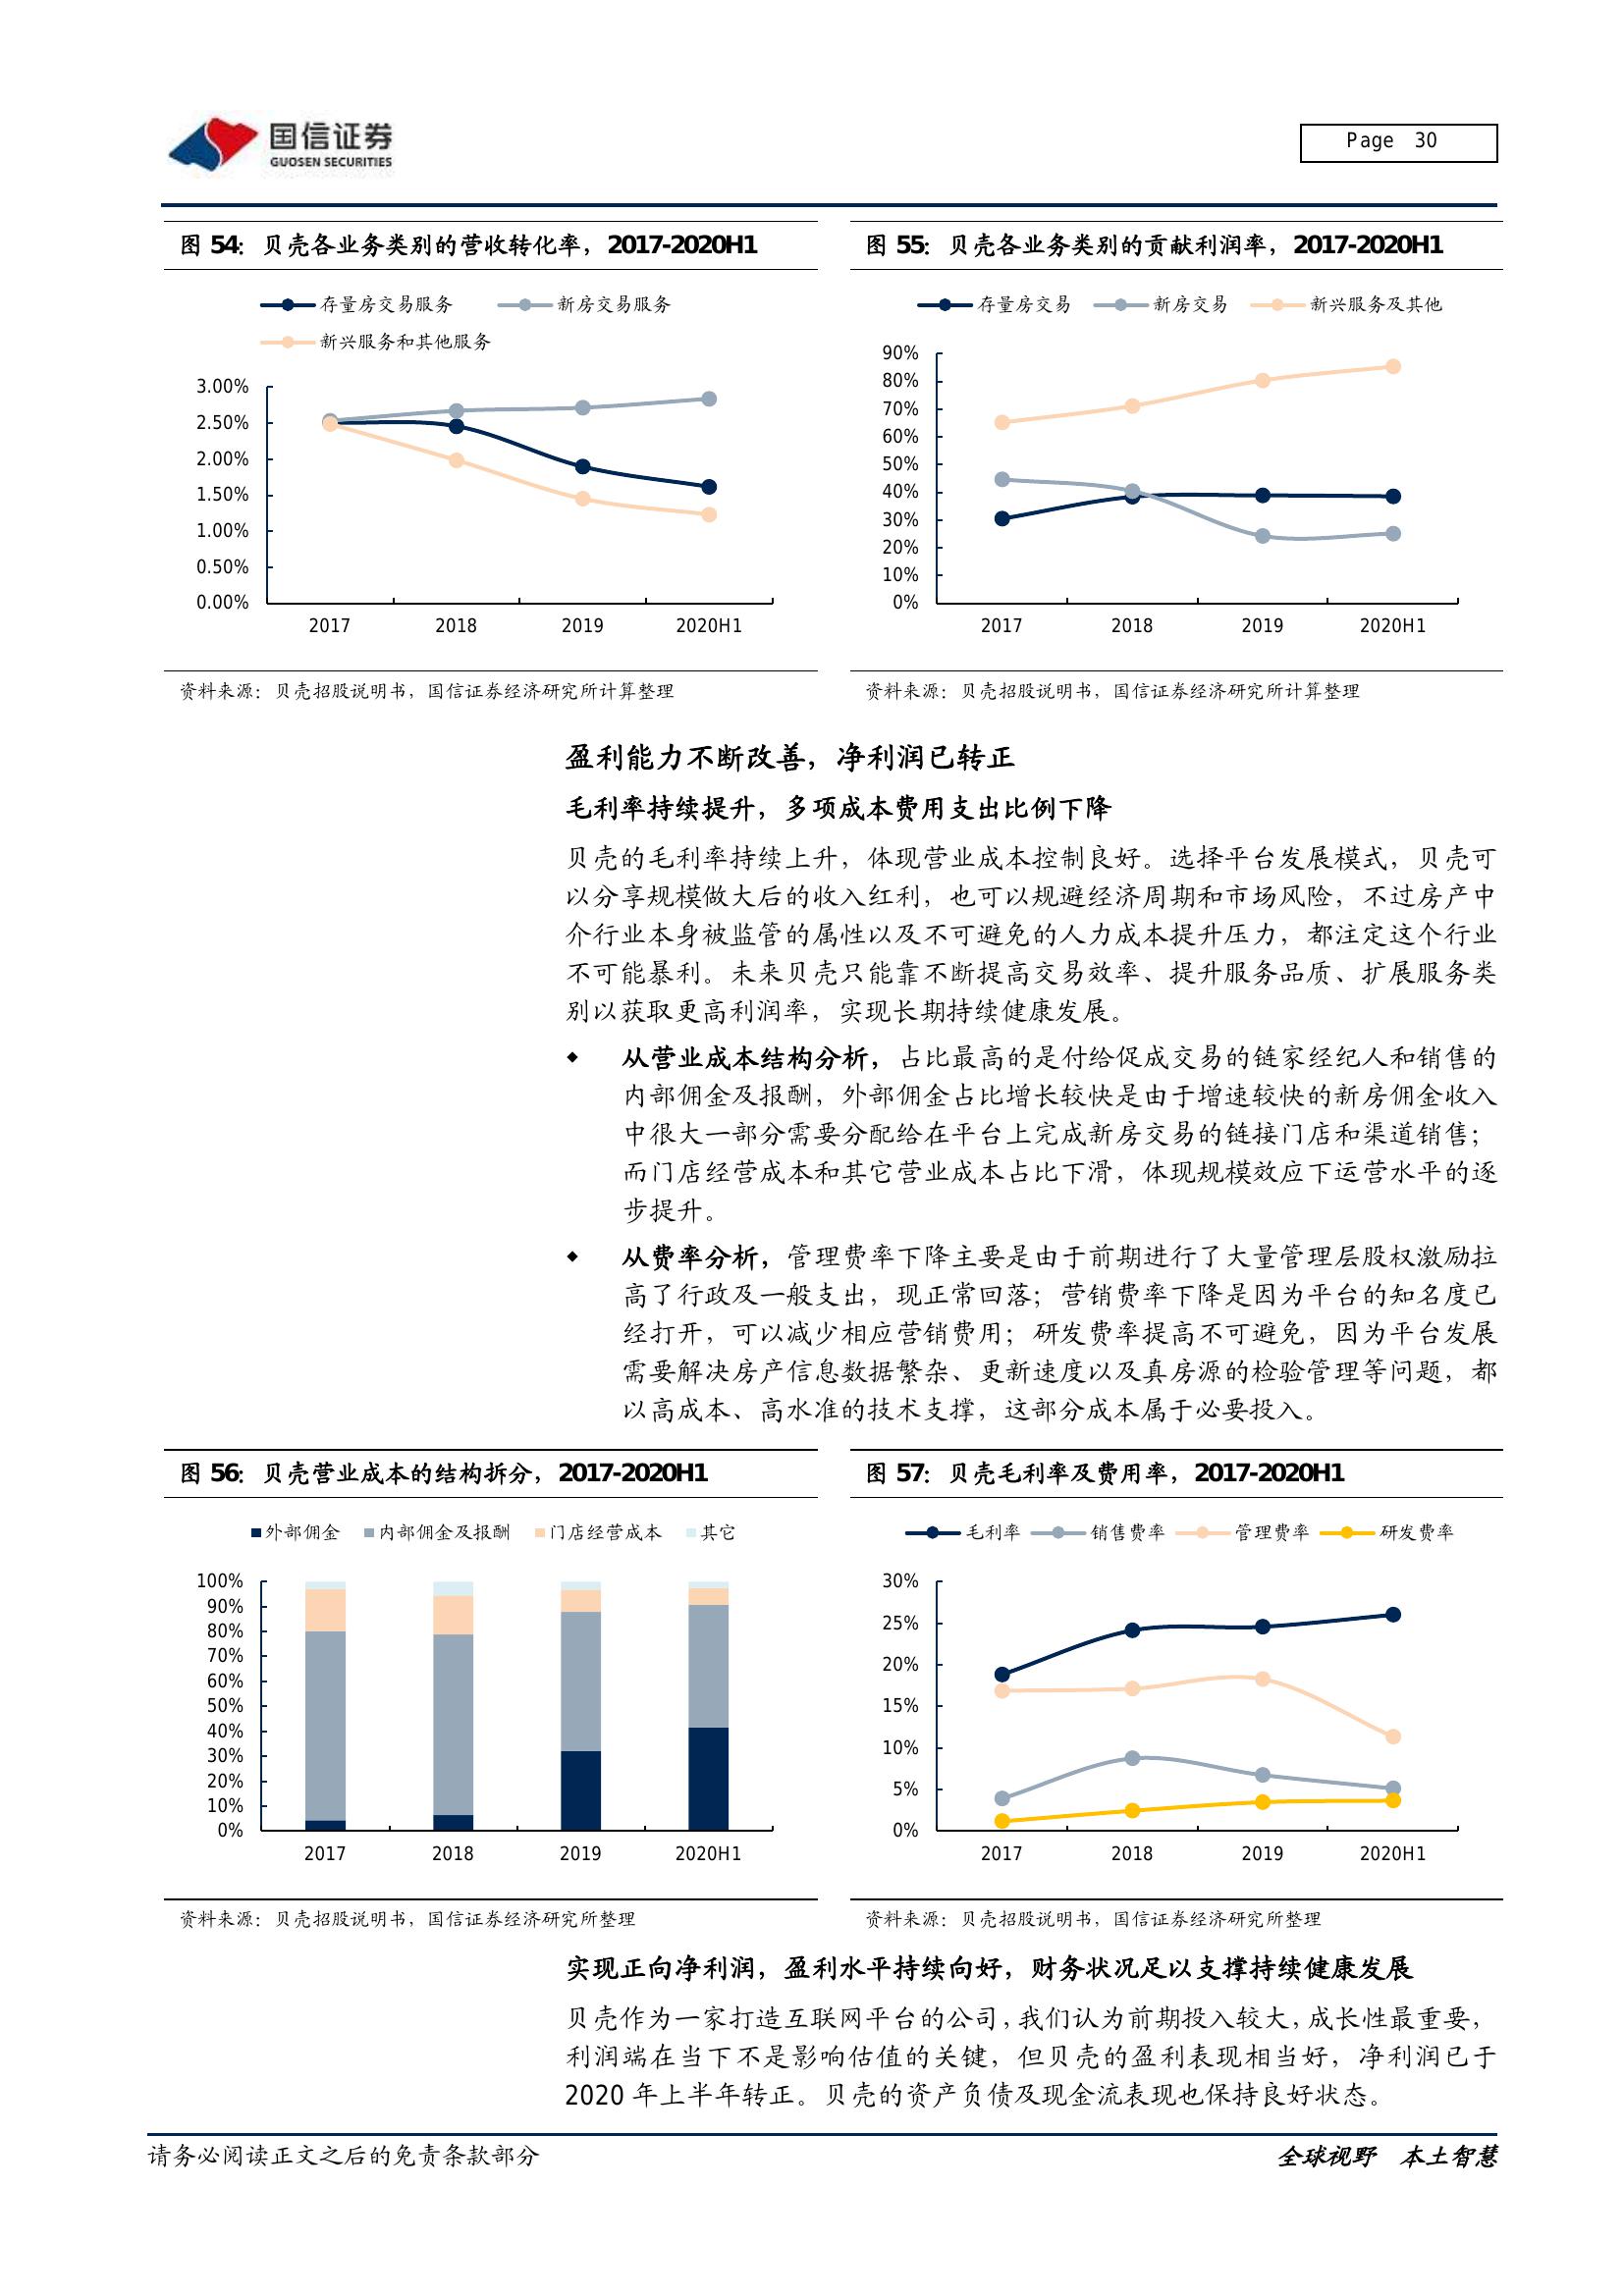 国信证券
GUOSEN SECURITIES
Page 30
图 54：贝壳各业务类别的营收转化率，2017-2020H1
存量房交易服务
新房交易服务
新兴服务和其他服务
3.00%
2.50%
2.00%
1.50%
1.00%
0.50%
0.00%
2017 2018 2019 2020H1
资料来源：贝壳招股说明书，国信证券经济研究所计算整理
图 55：贝壳各业务类别的贡献利润率，2017-2020H1
存量房交易 新房交易 新兴服务及其他
90%
80%
70%
60%
50%
40%
30%
20%
10%
0%
2017 2018 2019 2020H1
资料来源：贝壳招股说明书，国信证券经济研究所计算整理
盈利能力不断改善，净利润已转正
毛利率持续提升，多项成本费用支出比例下降
贝壳的毛利率持续上升，体现营业成本控制良好。选择平台发展模式，贝壳可
以分享规模做大后的收入红利，也可以规避经济周期和市场风险，不过房产中
介行业本身被监管的属性以及不可避免的人力成本提升压力，都注定这个行业
不可能暴利。未来贝壳只能靠不断提高交易效率、提升服务品质、扩展服务类
别以获取更高利润率，实现长期持续健康发展。
◆ 从营业成本结构分析，占比最高的是付给促成交易的链家经纪人和销售的
内部佣金及报酬，外部佣金占比增长较快是由于增速较快的新房佣金收入
中很大一部分需要分配给在平台上完成新房交易的链接门店和渠道销售；
而门店经营成本和其它营业成本占比下滑，体现规模效应下运营水平的逐
步提升。
◆ 从费率分析，管理费率下降主要是由于前期进行了大量管理层股权激励拉
高了行政及一般支出，现正常回落；营销费率下降是因为平台的知名度已
经打开，可以减少相应营销费用；研发费率提高不可避免，因为平台发展
需要解决房产信息数据繁杂、更新速度以及真房源的检验管理等问题，都
以高成本、高水准的技术支撑，这部分成本属于必要投入。
图 56：贝壳营业成本的结构拆分，2017-2020H1
外部佣金 内部佣金及报酬 门店经营成本 其它
100%
90%
80%
70%
60%
50%
40%
30%
20%
10%
0%
2017 2018 2019 2020H1
资料来源：贝壳招股说明书，国信证券经济研究所整理
图 57：贝壳毛利率及费用率，2017-2020H1
毛利率 销售费率 管理费率 研发费率
30%
25%
20%
15%
10%
5%
0%
2017 2018 2019 2020H1
资料来源：贝壳招股说明书，国信证券经济研究所整理
实现正向净利润，盈利水平持续向好，财务状况足以支撑持续健康发展
贝壳作为一家打造互联网平台的公司，我们认为前期投入较大，成长性最重要，
利润端在当下不是影响估值的关键，但贝壳的盈利表现相当好，净利润已于
2020 年上半年转正。贝壳的资产负债及现金流表现也保持良好状态。
请务必阅读正文之后的免责条款部分
全球视野 本土智慧